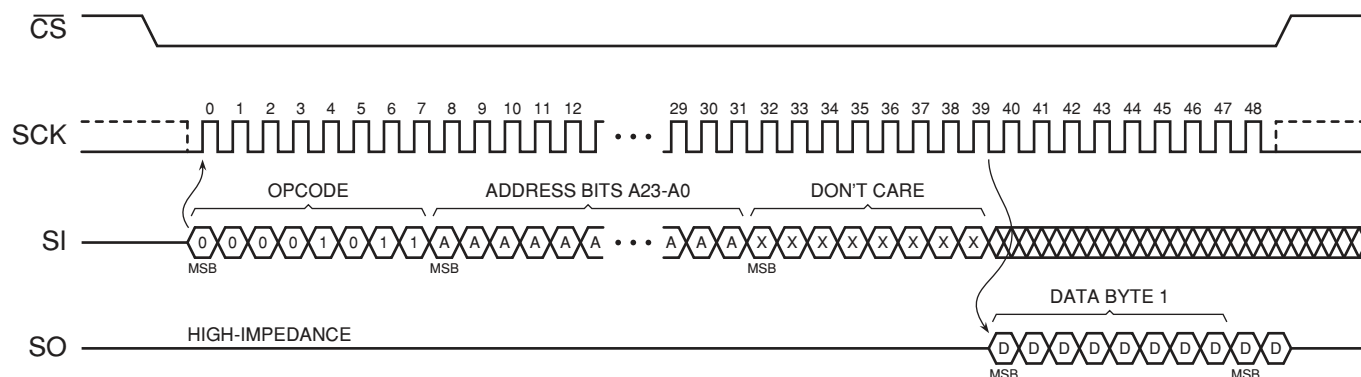 CS
0 1 2 3 4 5 6 7 8 9 10 11 12 29 30 31 32 33 34 35 36 37 38 39 40 41 42 43 44 45 46 47 48
SCK
OPCODE ADDRESS BITS A23-A0 DON'T CARE
SI 0 0 0 0 1 0 1 1 A A A A A A A A A X X X X X X X X
MSB MSB MSB
DATA BYTE 1
HIGH-IMPEDANCE
SO D D D D D D D D D D
MSB MSB